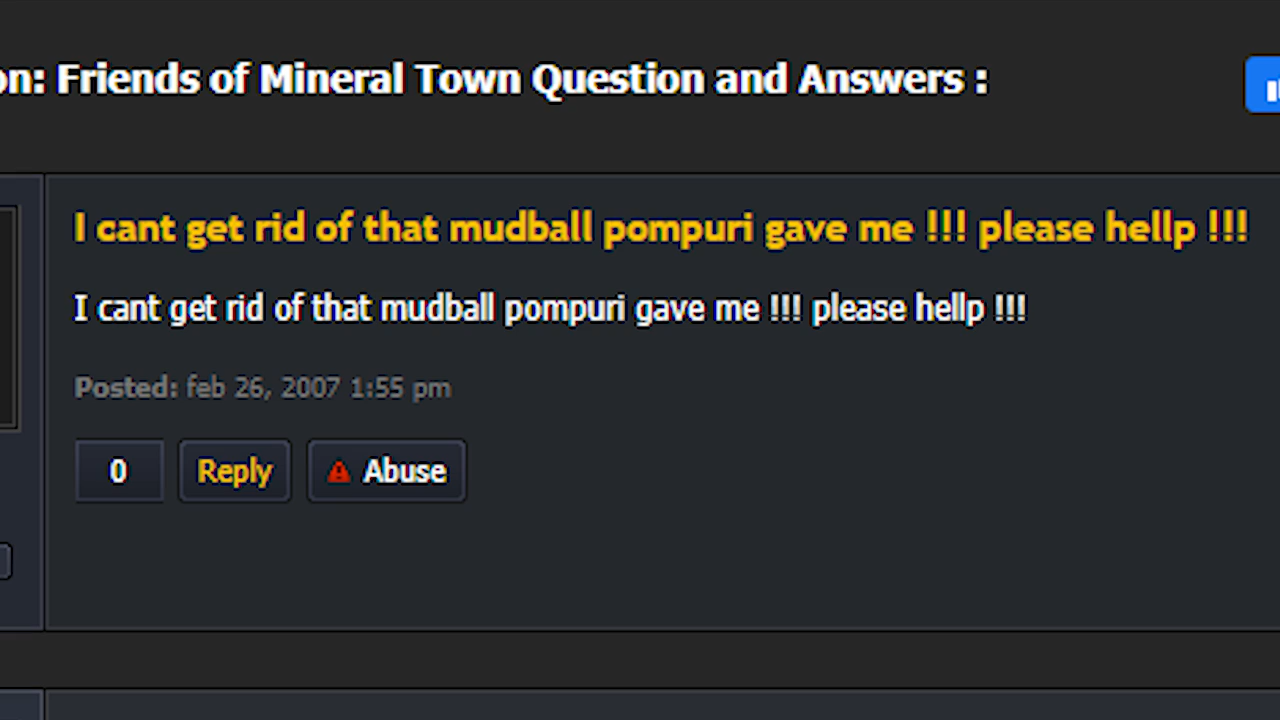 on: Friends of Mineral Town Question and Answers :
I cant get rid of that mudball pompuri gave me !!! please hellp !!!
I cant get rid of that mudball pompuri gave me !!! please hellp !!!
Posted: feb 26, 2007 1:55 pm
0 Reply Abuse